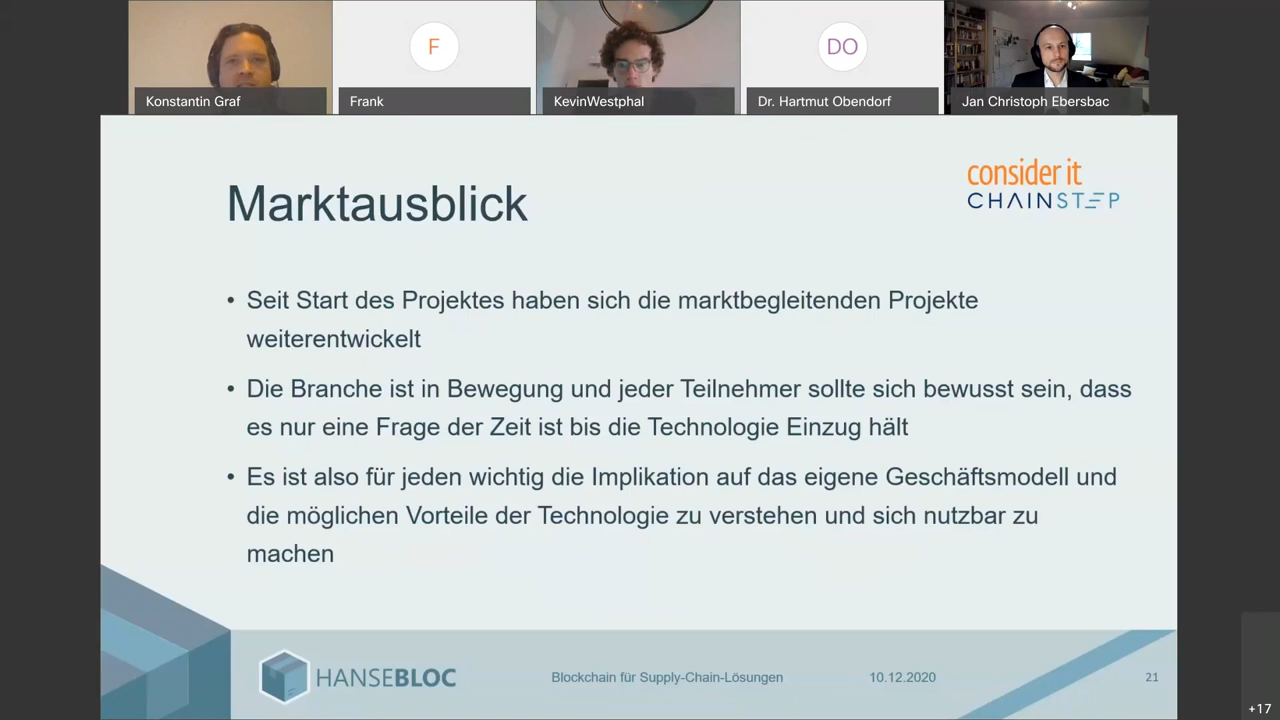 F
DO
Konstantin Graf
Frank
KevinWestphal
Dr. Hartmut Obendorf
Jan Christoph Ebersbac
consider it
CHAINSTEP
Marktausblick
• Seit Start des Projektes haben sich die marktbegleitenden Projekte
weiterentwickelt
• Die Branche ist in Bewegung und jeder Teilnehmer sollte sich bewusst sein, dass
es nur eine Frage der Zeit ist bis die Technologie Einzug hält
• Es ist also für jeden wichtig die Implikation auf das eigene Geschäftsmodell und
die möglichen Vorteile der Technologie zu verstehen und sich nutzbar zu
machen
HANSEBLOC
Blockchain für Supply-Chain-Lösungen
10.12.2020
21
+17